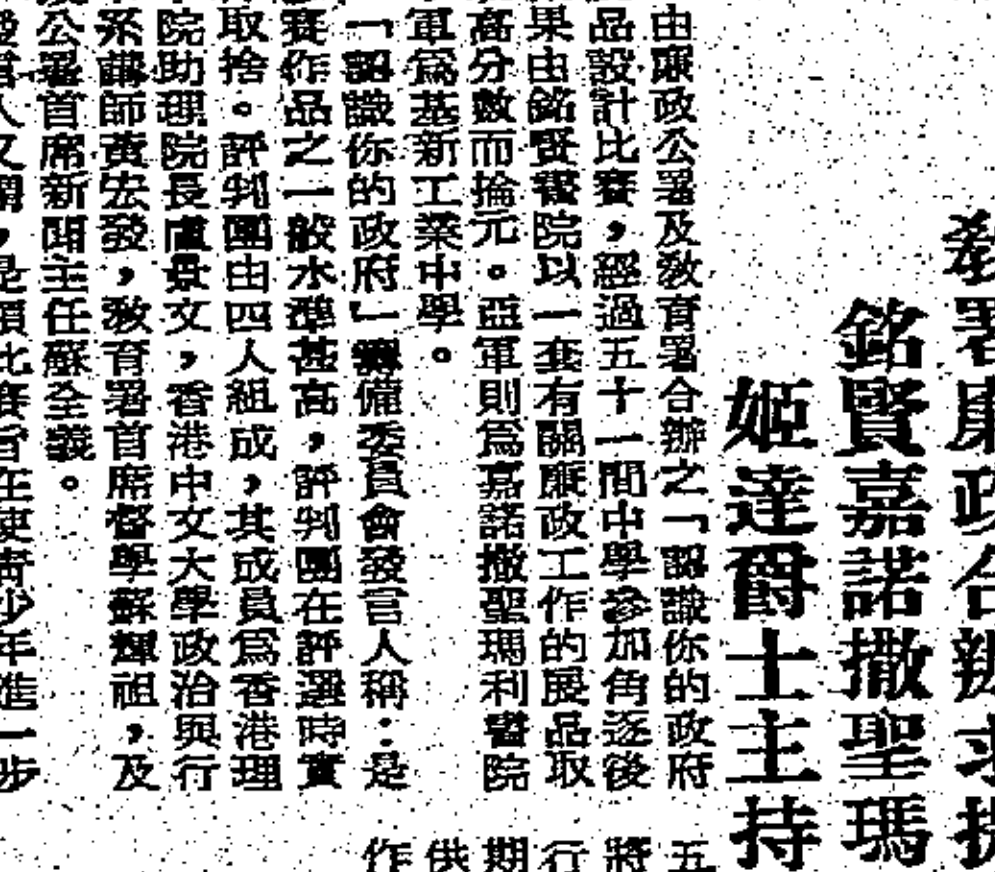 署廉政合辦
銘賢嘉諾撒聖瑪
姬達爵士主持
由廉政公署及教育署合辦之「認識你的政府
品設計比賽，經過五十一間中學參加角逐後
果由銘賢書院以一套有關廉政工作的展品取
高分數而掄元。亞軍則為嘉諾撒聖瑪利書院
軍為基新工業中學。
「認識你的政府」籌備委員會發言人稱：是
賽作品之一般水準甚高，評判團在評選時實
取捨。評判團由四人組成，其成員為香港理
院助理院長盧景文，香港中文大學政治與行
系講師黃宏發，教育署首席督學蘇輝祖，及
公署首席新聞主任蘇全義。
發言人又稱，是項比賽旨在使青少年進一步
五
將
行
期
供
作